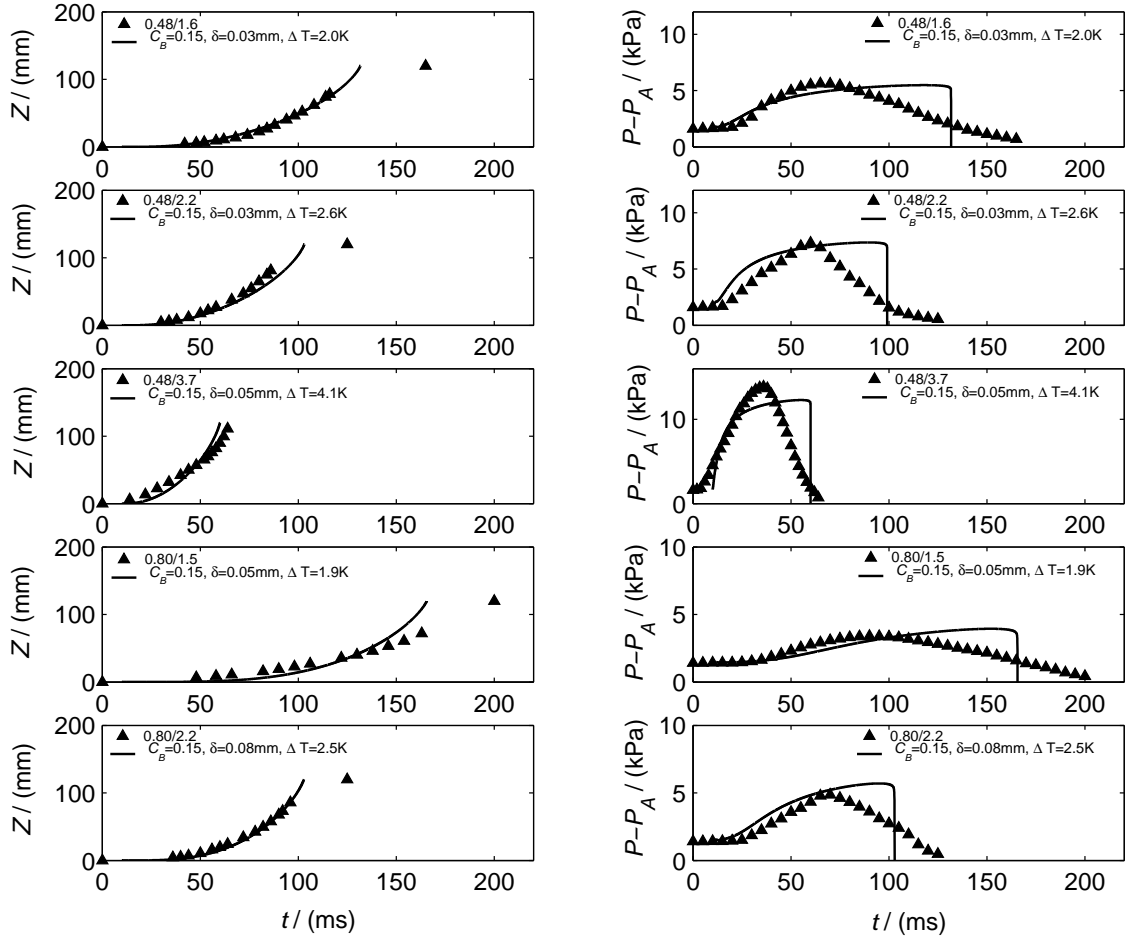 200
100
0
0 50 100 150 200
Z / (mm)
0.48/1.6
C_B=0.15, δ=0.03mm, Δ T=2.0K
10
5
0
0 50 100 150 200
P−P_A / (kPa)
0.48/1.6
C_B=0.15, δ=0.03mm, Δ T=2.0K
200
100
0
0 50 100 150 200
Z / (mm)
0.48/2.2
C_B=0.15, δ=0.03mm, Δ T=2.6K
10
5
0
0 50 100 150 200
P−P_A / (kPa)
0.48/2.2
C_B=0.15, δ=0.03mm, Δ T=2.6K
200
100
0
0 50 100 150 200
Z / (mm)
0.48/3.7
C_B=0.15, δ=0.05mm, Δ T=4.1K
10
0
0 50 100 150 200
P−P_A / (kPa)
0.48/3.7
C_B=0.15, δ=0.05mm, Δ T=4.1K
200
100
0
0 50 100 150 200
Z / (mm)
0.80/1.5
C_B=0.15, δ=0.05mm, Δ T=1.9K
10
5
0
0 50 100 150 200
P−P_A / (kPa)
0.80/1.5
C_B=0.15, δ=0.05mm, Δ T=1.9K
200
100
0
0 50 100 150 200
Z / (mm)
0.80/2.2
C_B=0.15, δ=0.08mm, Δ T=2.5K
t / (ms)
10
5
0
0 50 100 150 200
P−P_A / (kPa)
0.80/2.2
C_B=0.15, δ=0.08mm, Δ T=2.5K
t / (ms)